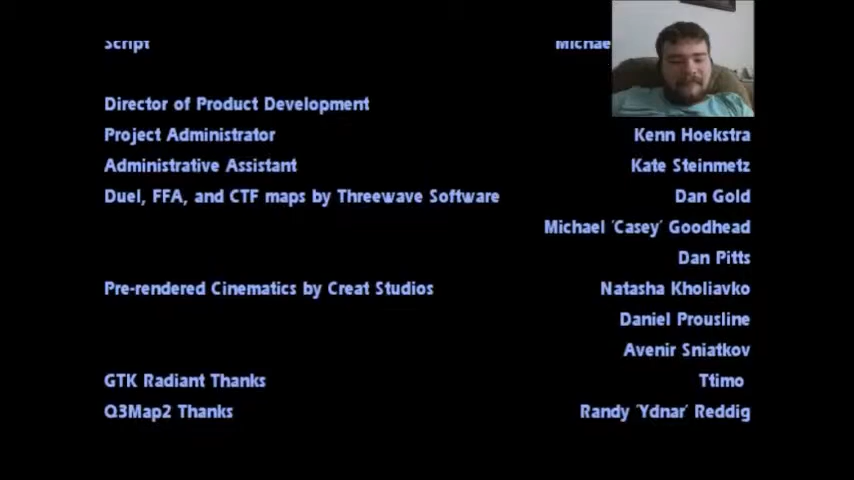 Script Michae
Director of Product Development
Project Administrator Kenn Hoekstra
Administrative Assistant Kate Steinmetz
Duel, FFA, and CTF maps by Threewave Software Dan Gold
Michael 'Casey' Goodhead
Dan Pitts
Pre-rendered Cinematics by Creat Studios Natasha Kholiavko
Daniel Prousline
Avenir Sniatkov
GTK Radiant Thanks Ttimo
Q3Map2 Thanks Randy 'Ydnar' Reddig